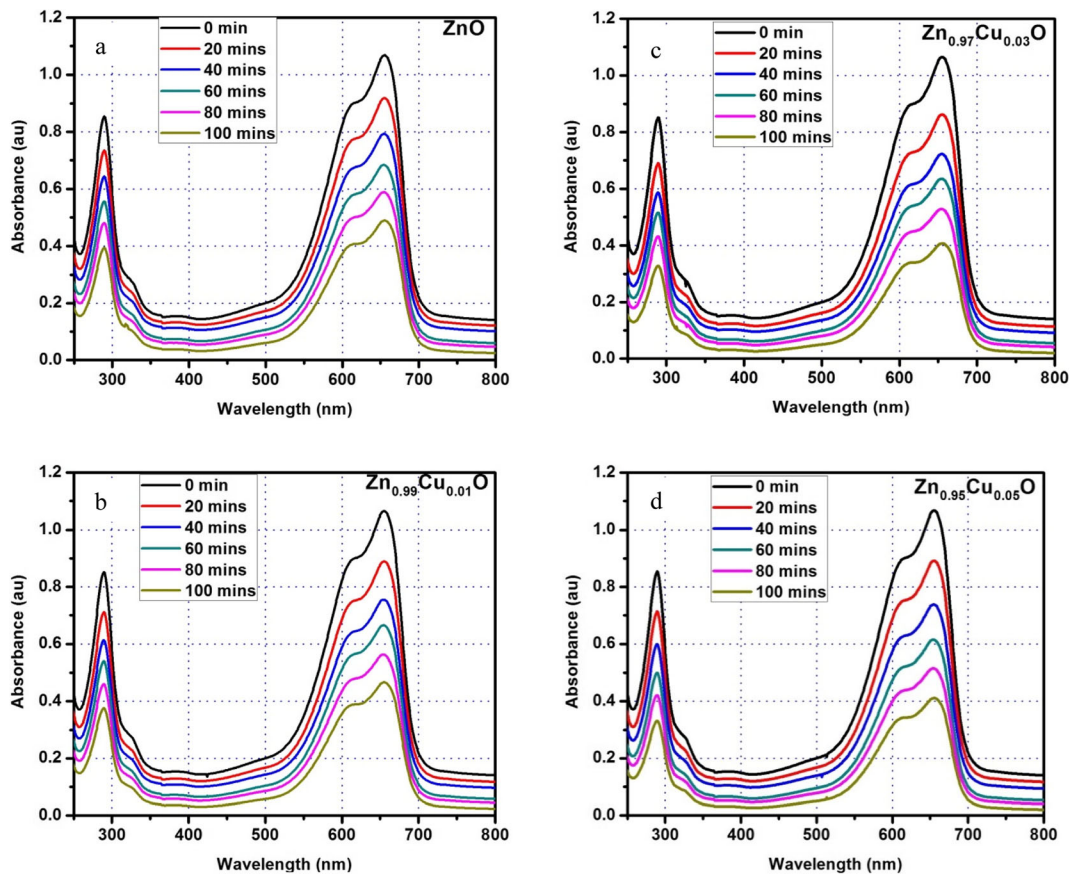 a
ZnO
0 min
20 mins
40 mins
60 mins
80 mins
100 mins
1.2
1.0
0.8
0.6
0.4
0.2
0.0
Absorbance (au)
300 400 500 600 700 800
Wavelength (nm)
c
Zn0.97Cu0.03O
0 min
20 mins
40 mins
60 mins
80 mins
100 mins
1.2
1.0
0.8
0.6
0.4
0.2
0.0
Absorbance (au)
300 400 500 600 700 800
Wavelength (nm)
b
Zn0.99Cu0.01O
0 min
20 mins
40 mins
60 mins
80 mins
100 mins
1.2
1.0
0.8
0.6
0.4
0.2
0.0
Absorbance (au)
300 400 500 600 700 800
Wavelength (nm)
d
Zn0.95Cu0.05O
0 min
20 mins
40 mins
60 mins
80 mins
100 mins
1.2
1.0
0.8
0.6
0.4
0.2
0.0
Absorbance (au)
300 400 500 600 700 800
Wavelength (nm)